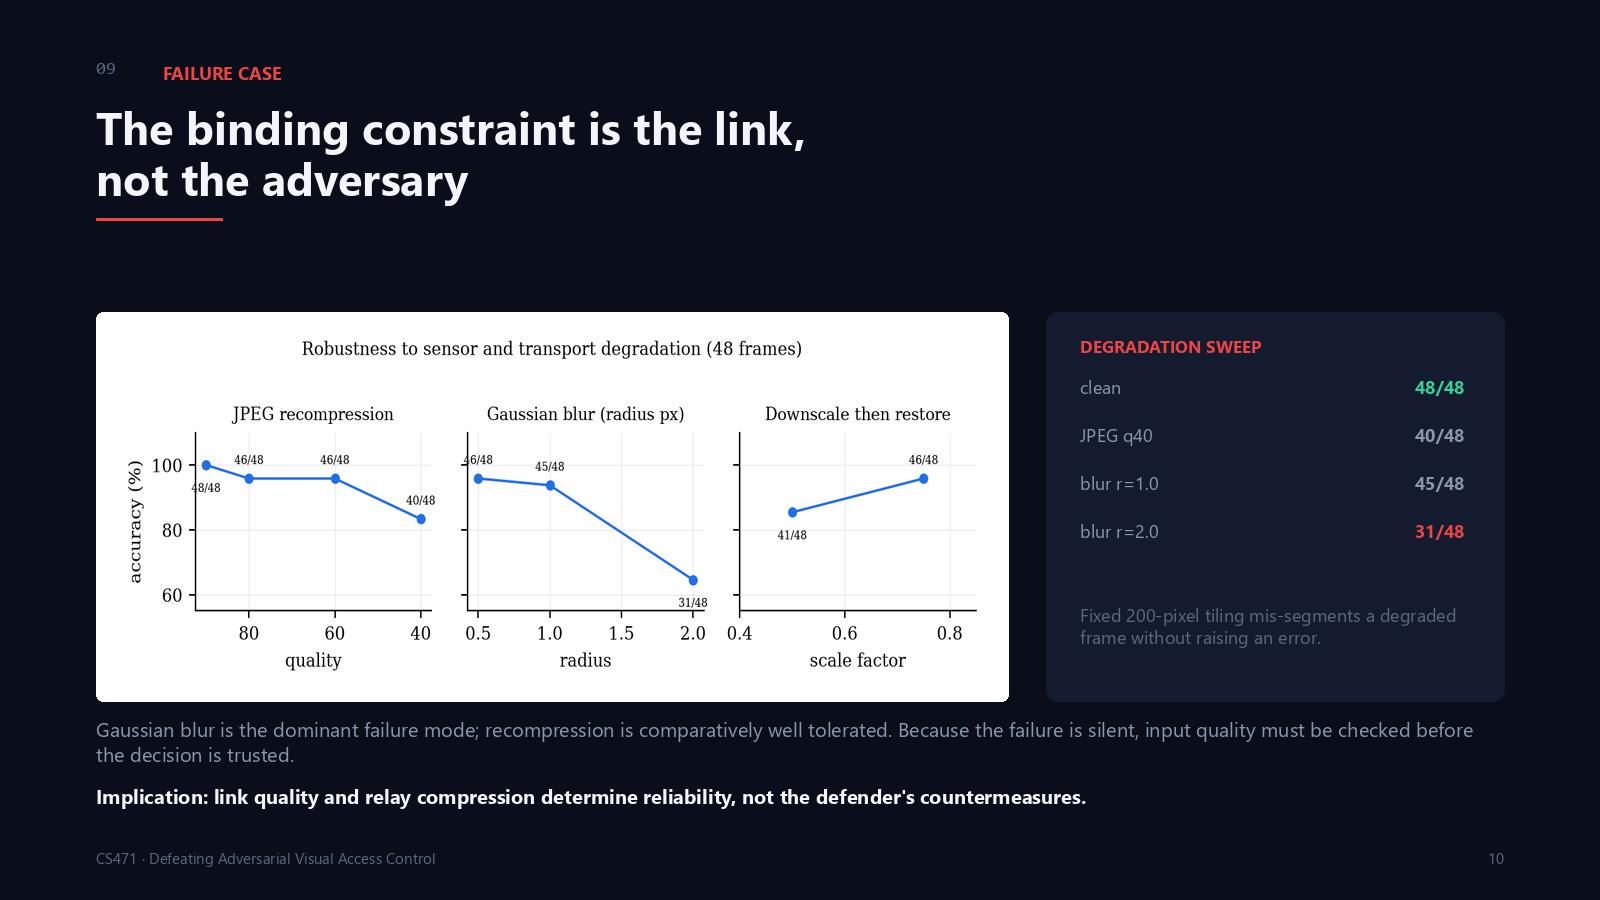 09
FAILURE CASE
The binding constraint is the link,
not the adversary
Robustness to sensor and transport degradation (48 frames)
JPEG recompression
accuracy (%)
100
80
60
48/48
46/48
46/48
40/48
80
60
40
quality
Gaussian blur (radius px)
46/48
45/48
31/48
0.5
1.0
1.5
2.0
radius
Downscale then restore
41/48
46/48
0.4
0.6
0.8
scale factor
DEGRADATION SWEEP
clean 48/48
JPEG q40 40/48
blur r=1.0 45/48
blur r=2.0 31/48
Fixed 200-pixel tiling mis-segments a degraded
frame without raising an error.
Gaussian blur is the dominant failure mode; recompression is comparatively well tolerated. Because the failure is silent, input quality must be checked before
the decision is trusted.
Implication: link quality and relay compression determine reliability, not the defender's countermeasures.
CS471 · Defeating Adversarial Visual Access Control
10